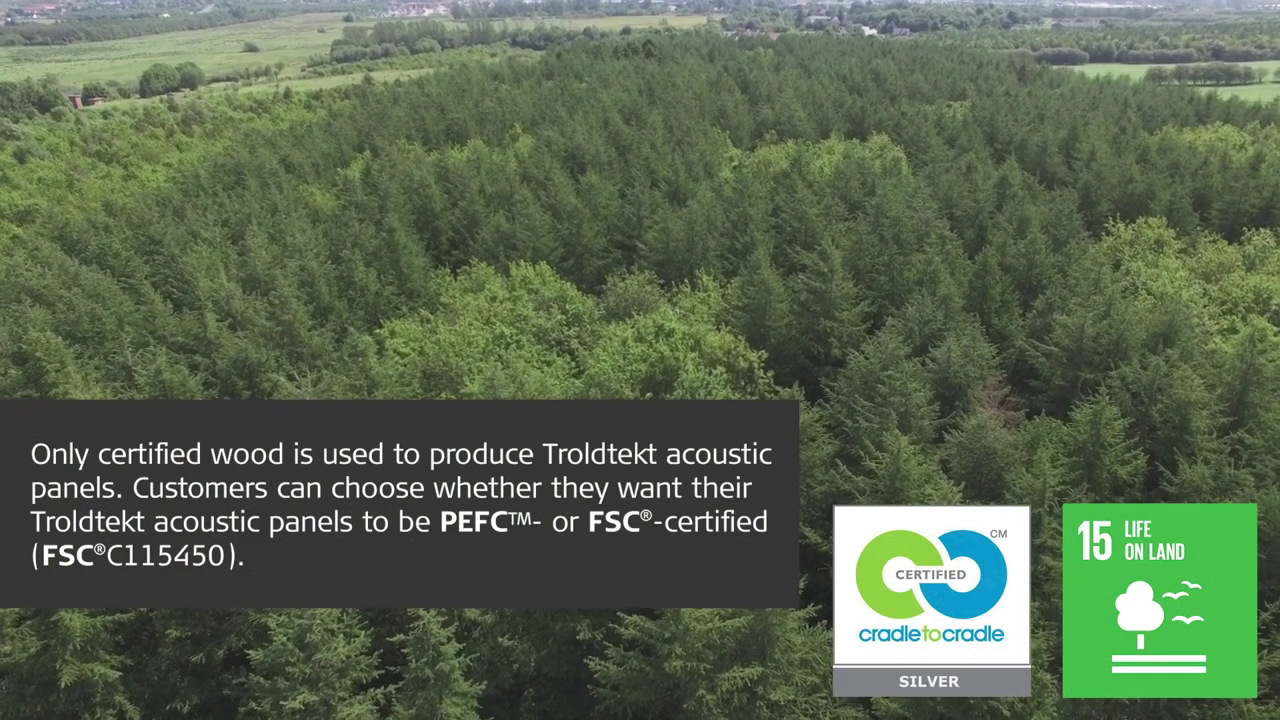 Only certified wood is used to produce Troldtekt acoustic
panels. Customers can choose whether they want their
Troldtekt acoustic panels to be PEFC™- or FSC®-certified
(FSC®C115450).
CM
CERTIFIED
cradletocradle
SILVER
15 LIFE
ON LAND